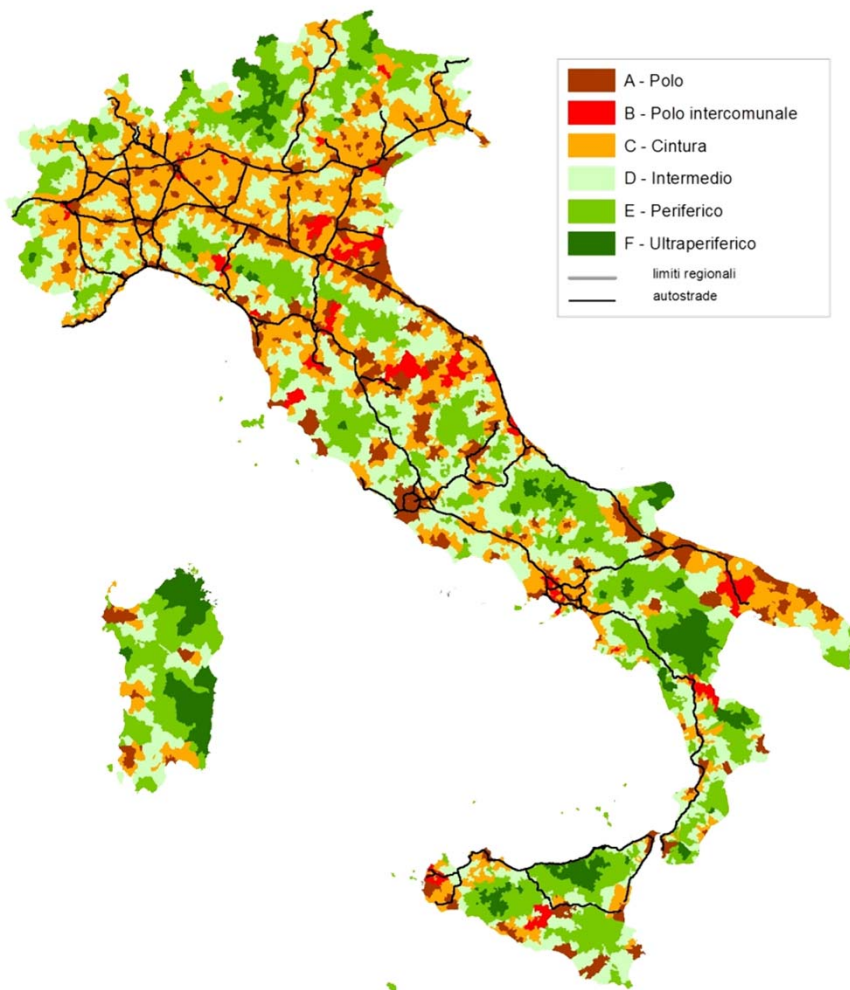 A - Polo
B - Polo intercomunale
C - Cintura
D - Intermedio
E - Periferico
F - Ultraperiferico
limiti regionali
autostrade